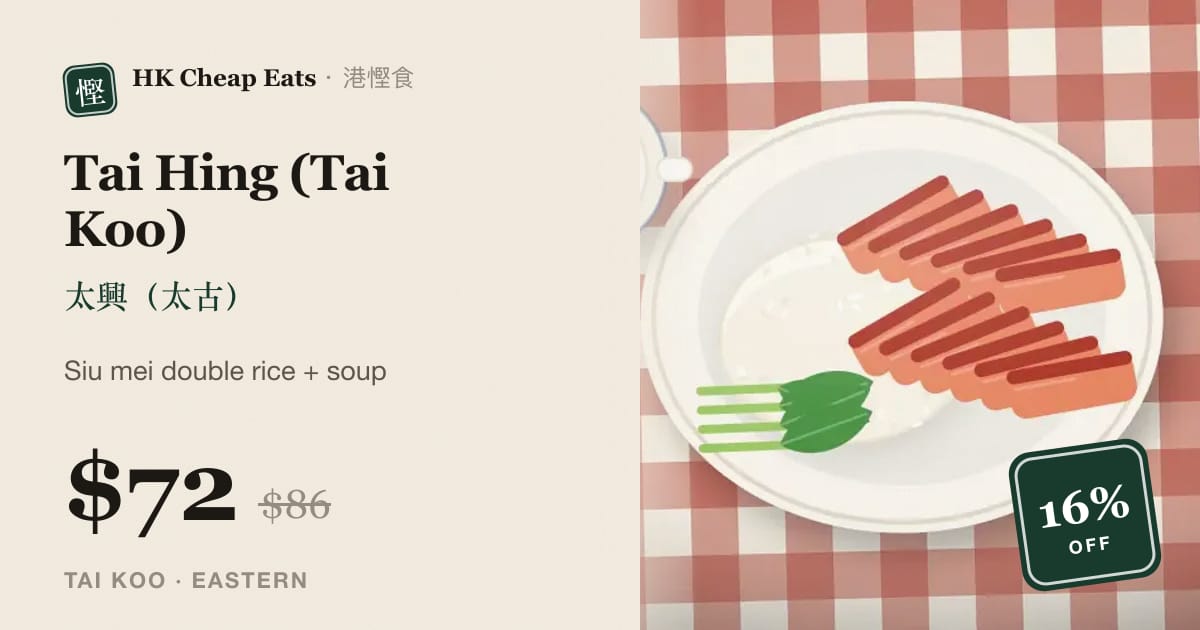 慳
HK Cheap Eats · 港慳食
Tai Hing (Tai
Koo)
太興（太古）
Siu mei double rice + soup
$72 $86
TAI KOO · EASTERN
16%
OFF